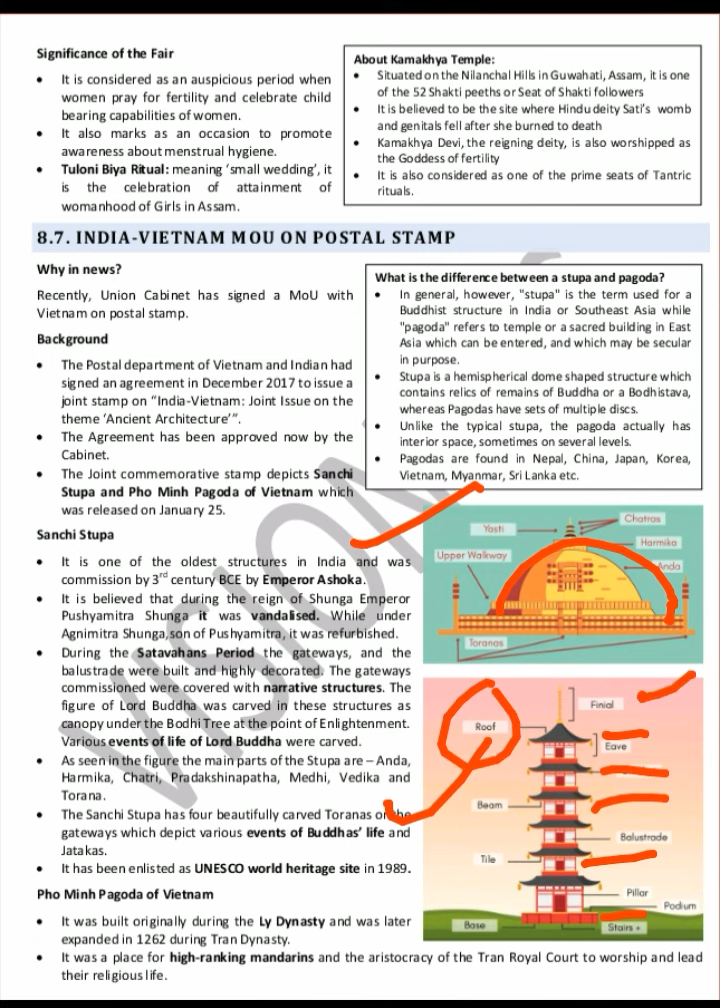 Significance of the Fair
• It is considered as an auspicious period when
women pray for fertility and celebrate child
bearing capabilities of women.
• It also marks as an occasion to promote
awareness about menstrual hygiene.
• Tuloni Biya Ritual: meaning ‘small wedding’, it
is the celebration of attainment of
womanhood of Girls in Assam.
About Kamakhya Temple:
• Situated on the Nilanchal Hills in Guwahati, Assam, it is one
of the 52 Shakti peeths or Seat of Shakti followers
• It is believed to be the site where Hindu deity Sati’s womb
and genitals fell after she burned to death
• Kamakhya Devi, the reigning deity, is also worshipped as
the Goddess of fertility
• It is also considered as one of the prime seats of Tantric
rituals.
8.7. INDIA-VIETNAM MOU ON POSTAL STAMP
Why in news?
Recently, Union Cabinet has signed a MoU with
Vietnam on postal stamp.
Background
• The Postal department of Vietnam and Indian had
signed an agreement in December 2017 to issue a
joint stamp on “India-Vietnam: Joint Issue on the
theme ‘Ancient Architecture’”.
• The Agreement has been approved now by the
Cabinet.
• The Joint commemorative stamp depicts Sanchi
Stupa and Pho Minh Pagoda of Vietnam which
was released on January 25.
What is the difference between a stupa and pagoda?
• In general, however, "stupa" is the term used for a
Buddhist structure in India or Southeast Asia while
"pagoda" refers to temple or a sacred building in East
Asia which can be entered, and which may be secular
in purpose.
• Stupa is a hemispherical dome shaped structure which
contains relics of remains of Buddha or a Bodhistava,
whereas Pagodas have sets of multiple discs.
• Unlike the typical stupa, the pagoda actually has
interior space, sometimes on several levels.
• Pagodas are found in Nepal, China, Japan, Korea,
Vietnam, Myanmar, Sri Lanka etc.
Sanchi Stupa
• It is one of the oldest structures in India and was
commission by 3rd century BCE by Emperor Ashoka.
• It is believed that during the reign of Shunga Emperor
Pushyamitra Shunga it was vandalised. While under
Agnimitra Shunga, son of Pushyamitra, it was refurbished.
• During the Satavahans Period the gateways, and the
balustrade were built and highly decorated. The gateways
commissioned were covered with narrative structures. The
figure of Lord Buddha was carved in these structures as
canopy under the Bodhi Tree at the point of Enlightenment.
Various events of life of Lord Buddha were carved.
• As seen in the figure the main parts of the Stupa are – Anda,
Harmika, Chatri, Pradakshinapatha, Medhi, Vedika and
Torana.
• The Sanchi Stupa has four beautifully carved Toranas or the
gateways which depict various events of Buddhas’ life and
Jatakas.
• It has been enlisted as UNESCO world heritage site in 1989.
Chatras
Yasti
Harmika
Upper Walkway
Anda
Toranas
Finial
Roof
Eave
Beam
Balustrade
Tile
Pillar
Podium
Base
Stairs +
Pho Minh Pagoda of Vietnam
• It was built originally during the Ly Dynasty and was later
expanded in 1262 during Tran Dynasty.
• It was a place for high-ranking mandarins and the aristocracy of the Tran Royal Court to worship and lead
their religious life.
VISION